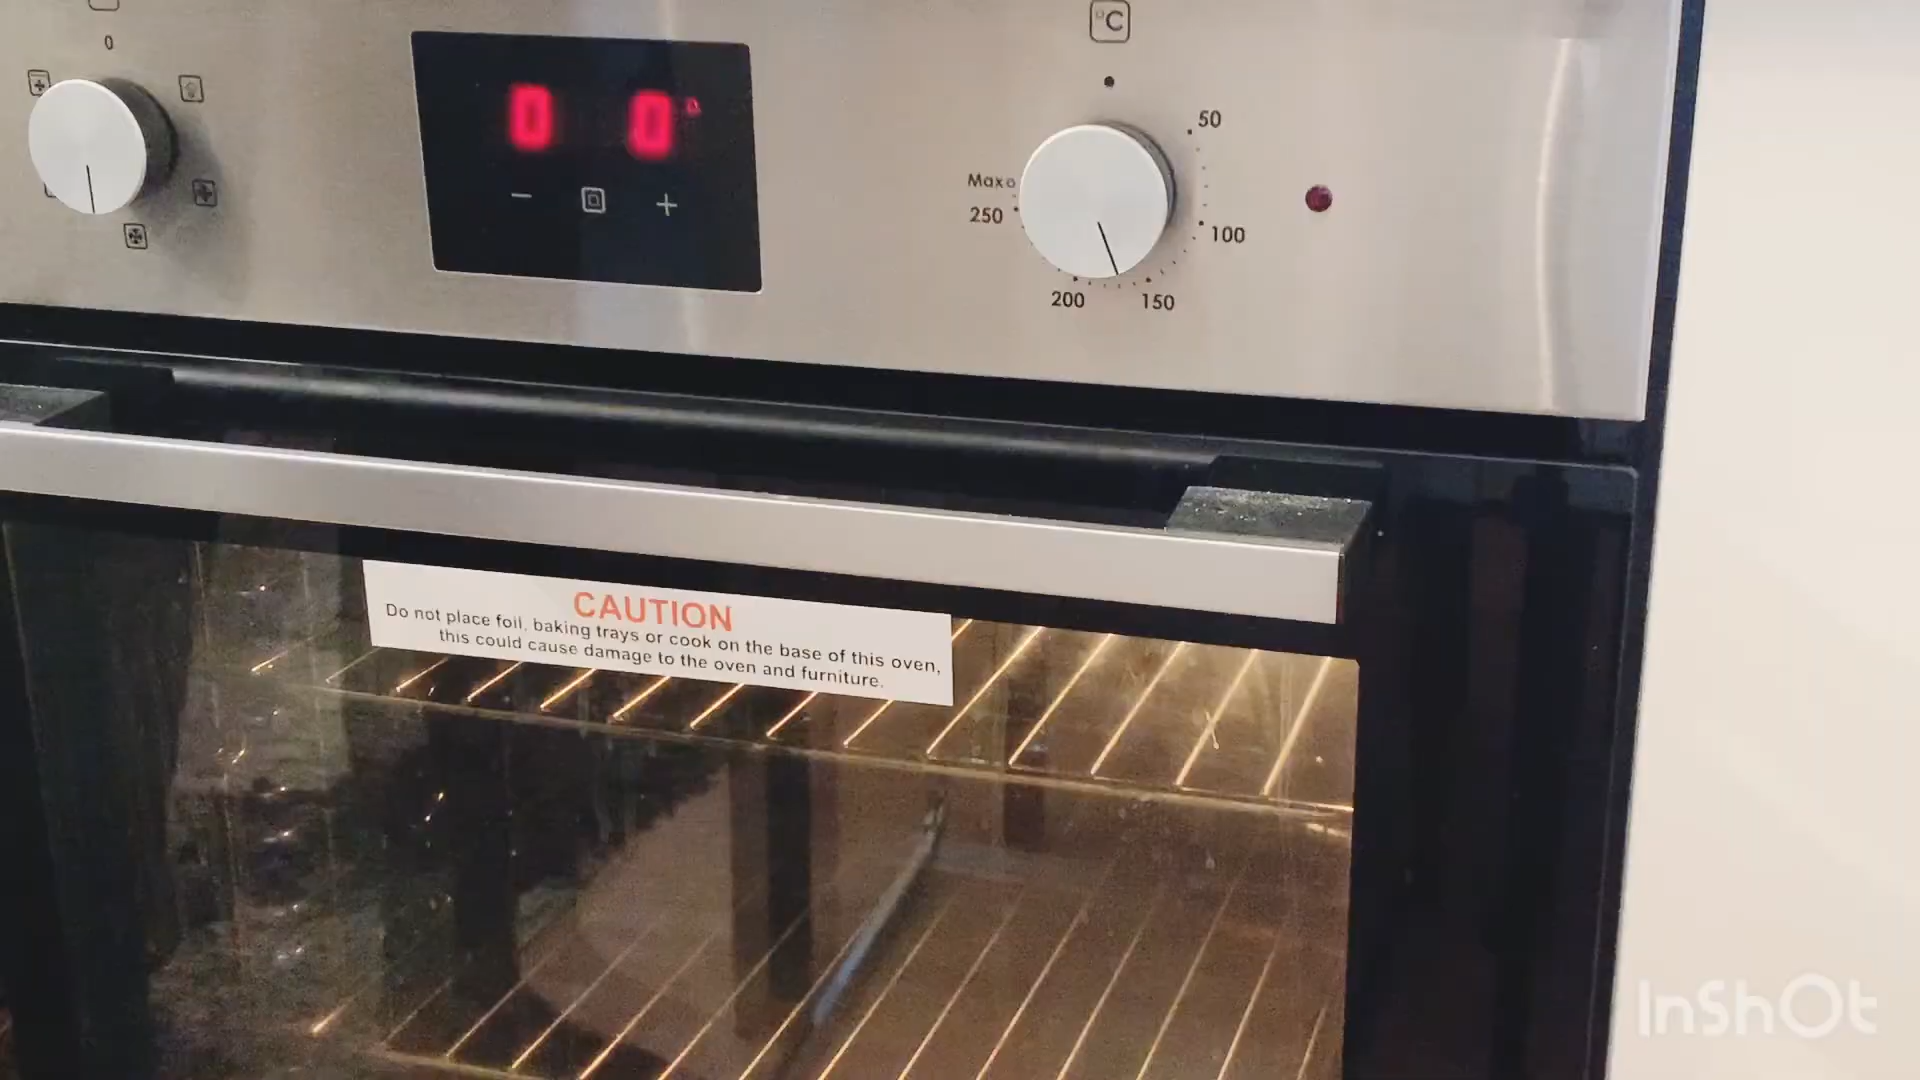 0
0 0
°C
50
100
150
200
250
Max
CAUTION
Do not place foil, baking trays or cook on the base of this oven,
this could cause damage to the oven and furniture.
InShOt